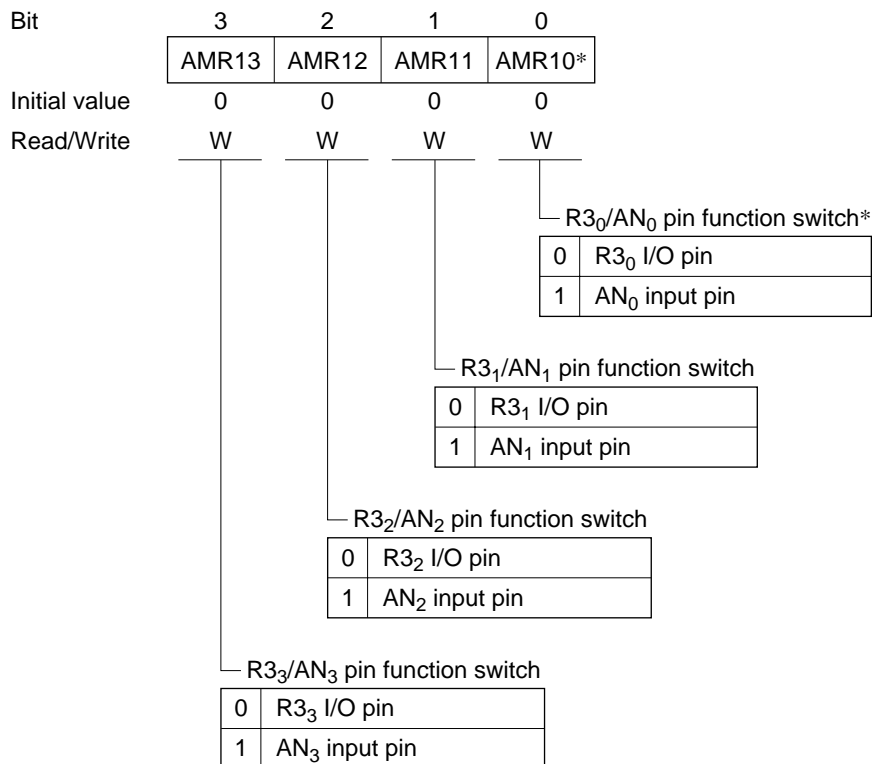 Bit 3 2 1 0
AMR13 AMR12 AMR11 AMR10*
Initial value 0 0 0 0
Read/Write W W W W
R3₀/AN₀ pin function switch*
0 R3₀ I/O pin
1 AN₀ input pin
R3₁/AN₁ pin function switch
0 R3₁ I/O pin
1 AN₁ input pin
R3₂/AN₂ pin function switch
0 R3₂ I/O pin
1 AN₂ input pin
R3₃/AN₃ pin function switch
0 R3₃ I/O pin
1 AN₃ input pin